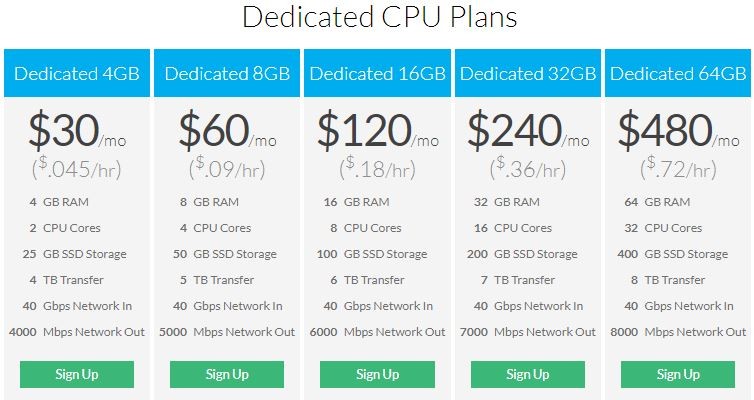 Dedicated CPU Plans
Dedicated 4GB
$30/mo
($.045/hr)
4 GB RAM
2 CPU Cores
25 GB SSD Storage
4 TB Transfer
40 Gbps Network In
4000 Mbps Network Out
Sign Up
Dedicated 8GB
$60/mo
($.09/hr)
8 GB RAM
4 CPU Cores
50 GB SSD Storage
5 TB Transfer
40 Gbps Network In
5000 Mbps Network Out
Sign Up
Dedicated 16GB
$120/mo
($.18/hr)
16 GB RAM
8 CPU Cores
100 GB SSD Storage
6 TB Transfer
40 Gbps Network In
6000 Mbps Network Out
Sign Up
Dedicated 32GB
$240/mo
($.36/hr)
32 GB RAM
16 CPU Cores
200 GB SSD Storage
7 TB Transfer
40 Gbps Network In
7000 Mbps Network Out
Sign Up
Dedicated 64GB
$480/mo
($.72/hr)
64 GB RAM
32 CPU Cores
400 GB SSD Storage
8 TB Transfer
40 Gbps Network In
8000 Mbps Network Out
Sign Up